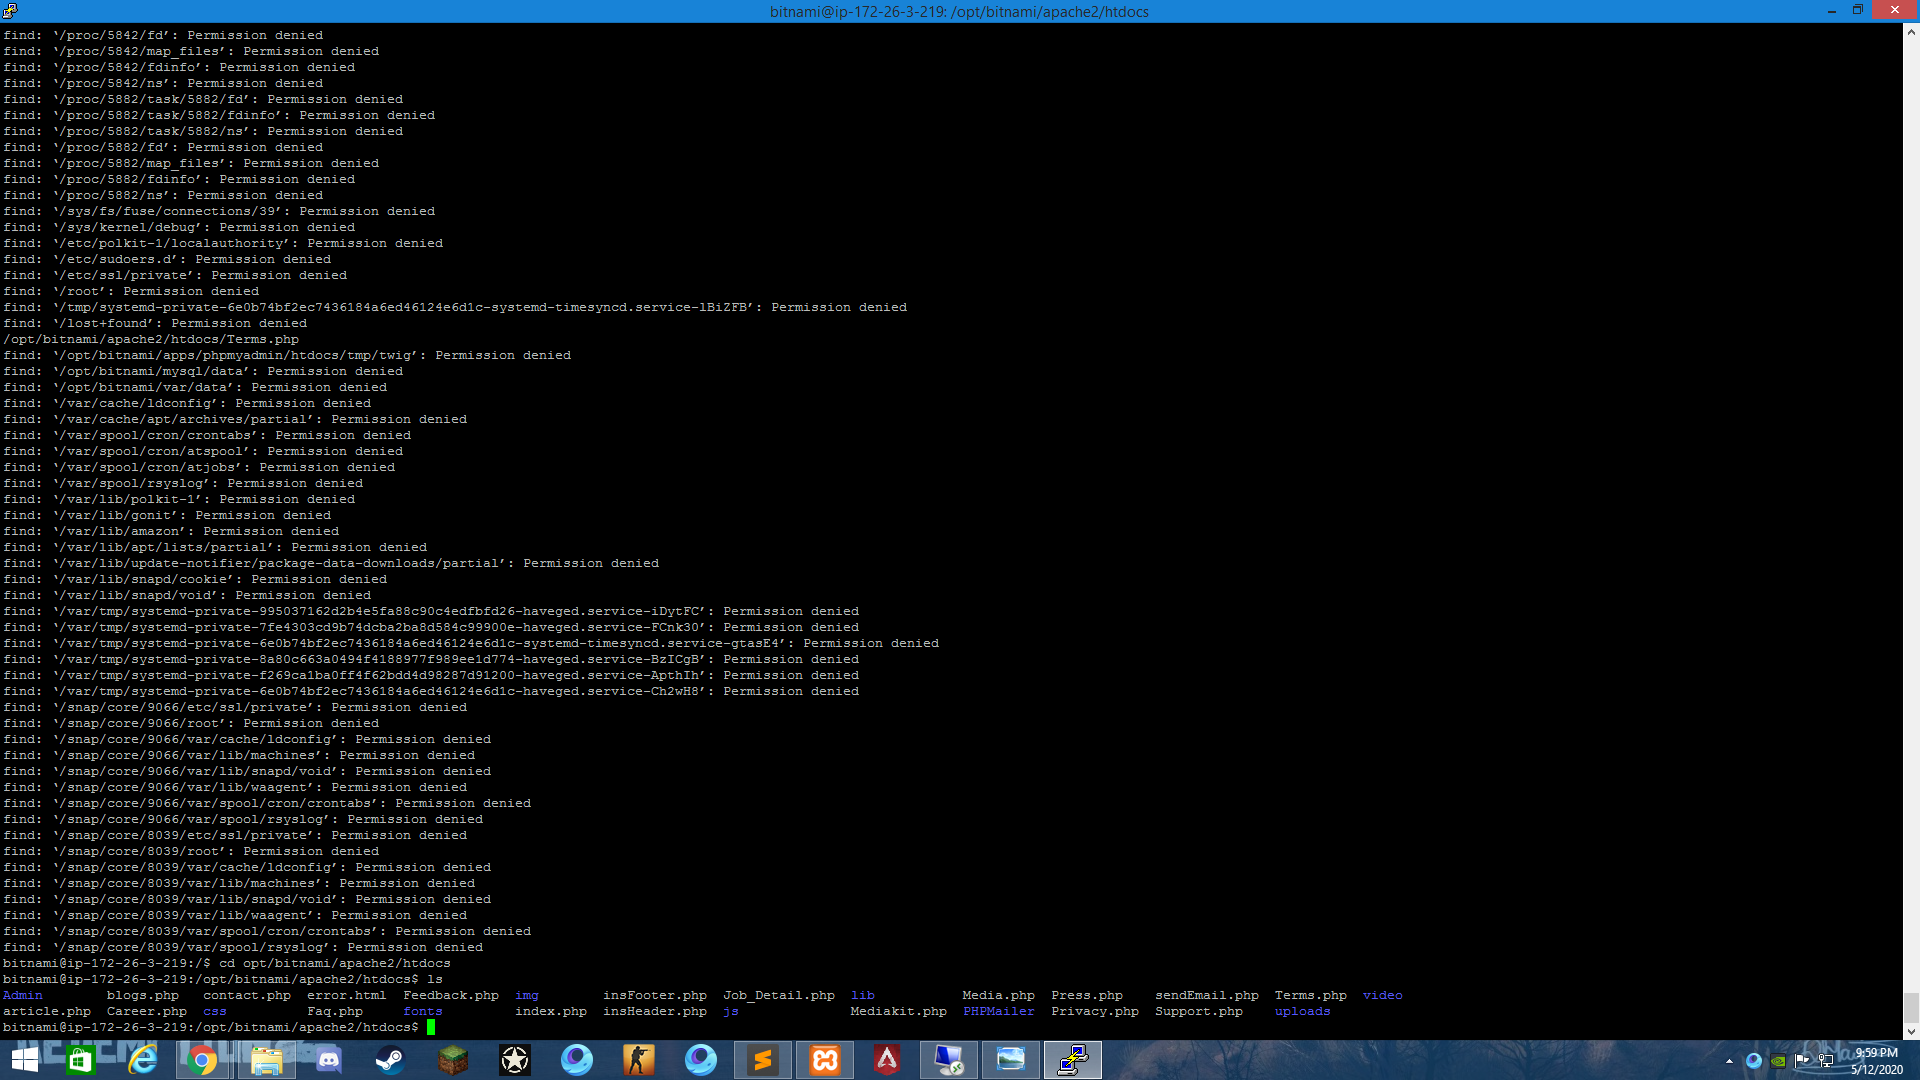 bitnami@ip-172-26-3-219: /opt/bitnami/apache2/htdocs
find: ‘/proc/5842/fd’: Permission denied
find: ‘/proc/5842/map_files’: Permission denied
find: ‘/proc/5842/fdinfo’: Permission denied
find: ‘/proc/5842/ns’: Permission denied
find: ‘/proc/5882/task/5882/fd’: Permission denied
find: ‘/proc/5882/task/5882/fdinfo’: Permission denied
find: ‘/proc/5882/task/5882/ns’: Permission denied
find: ‘/proc/5882/fd’: Permission denied
find: ‘/proc/5882/map_files’: Permission denied
find: ‘/proc/5882/fdinfo’: Permission denied
find: ‘/proc/5882/ns’: Permission denied
find: ‘/sys/fs/fuse/connections/39’: Permission denied
find: ‘/sys/kernel/debug’: Permission denied
find: ‘/etc/polkit-1/localauthority’: Permission denied
find: ‘/etc/sudoers.d’: Permission denied
find: ‘/etc/ssl/private’: Permission denied
find: ‘/root’: Permission denied
find: ‘/tmp/systemd-private-6e0b74bf2ec7436184a6ed46124e6d1c-systemd-timesyncd.service-lBiZFB’: Permission denied
find: ‘/lost+found’: Permission denied
/opt/bitnami/apache2/htdocs/Terms.php
find: ‘/opt/bitnami/apps/phpmyadmin/htdocs/tmp/twig’: Permission denied
find: ‘/opt/bitnami/mysql/data’: Permission denied
find: ‘/opt/bitnami/var/data’: Permission denied
find: ‘/var/cache/ldconfig’: Permission denied
find: ‘/var/cache/apt/archives/partial’: Permission denied
find: ‘/var/spool/cron/crontabs’: Permission denied
find: ‘/var/spool/cron/atspool’: Permission denied
find: ‘/var/spool/cron/atjobs’: Permission denied
find: ‘/var/spool/rsyslog’: Permission denied
find: ‘/var/lib/polkit-1’: Permission denied
find: ‘/var/lib/gonit’: Permission denied
find: ‘/var/lib/amazon’: Permission denied
find: ‘/var/lib/apt/lists/partial’: Permission denied
find: ‘/var/lib/update-notifier/package-data-downloads/partial’: Permission denied
find: ‘/var/lib/snapd/cookie’: Permission denied
find: ‘/var/lib/snapd/void’: Permission denied
find: ‘/var/tmp/systemd-private-995037162d2b4e5fa88c90c4edfbfd26-haveged.service-iDytFC’: Permission denied
find: ‘/var/tmp/systemd-private-7fe4303cd9b74dcba2ba8d584c99900e-haveged.service-FCnk30’: Permission denied
find: ‘/var/tmp/systemd-private-6e0b74bf2ec7436184a6ed46124e6d1c-systemd-timesyncd.service-gtasE4’: Permission denied
find: ‘/var/tmp/systemd-private-8a80c663a0494f4188977f989ee1d774-haveged.service-BzICgB’: Permission denied
find: ‘/var/tmp/systemd-private-f269ca1ba0ff4f62bdd4d98287d91200-haveged.service-ApthIh’: Permission denied
find: ‘/var/tmp/systemd-private-6e0b74bf2ec7436184a6ed46124e6d1c-haveged.service-Ch2wH8’: Permission denied
find: ‘/snap/core/9066/etc/ssl/private’: Permission denied
find: ‘/snap/core/9066/root’: Permission denied
find: ‘/snap/core/9066/var/cache/ldconfig’: Permission denied
find: ‘/snap/core/9066/var/lib/machines’: Permission denied
find: ‘/snap/core/9066/var/lib/snapd/void’: Permission denied
find: ‘/snap/core/9066/var/lib/waagent’: Permission denied
find: ‘/snap/core/9066/var/spool/cron/crontabs’: Permission denied
find: ‘/snap/core/9066/var/spool/rsyslog’: Permission denied
find: ‘/snap/core/8039/etc/ssl/private’: Permission denied
find: ‘/snap/core/8039/root’: Permission denied
find: ‘/snap/core/8039/var/cache/ldconfig’: Permission denied
find: ‘/snap/core/8039/var/lib/machines’: Permission denied
find: ‘/snap/core/8039/var/lib/snapd/void’: Permission denied
find: ‘/snap/core/8039/var/lib/waagent’: Permission denied
find: ‘/snap/core/8039/var/spool/cron/crontabs’: Permission denied
find: ‘/snap/core/8039/var/spool/rsyslog’: Permission denied
bitnami@ip-172-26-3-219:/$ cd opt/bitnami/apache2/htdocs
bitnami@ip-172-26-3-219:/opt/bitnami/apache2/htdocs$ ls
Admin blogs.php contact.php error.html Feedback.php img insFooter.php Job_Detail.php lib Media.php Press.php sendEmail.php Terms.php video
article.php Career.php css Faq.php fonts index.php insHeader.php js Mediakit.php PHPMailer Privacy.php Support.php uploads
bitnami@ip-172-26-3-219:/opt/bitnami/apache2/htdocs$
9:59 PM
5/12/2020